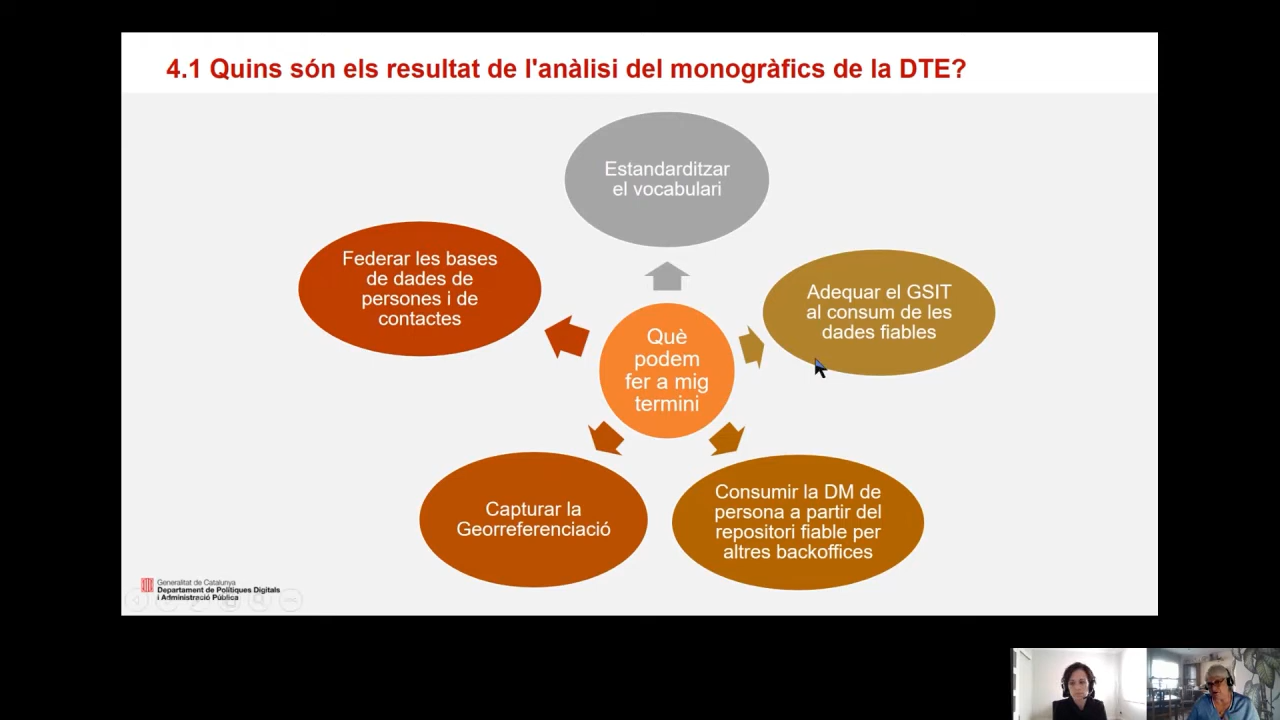 4.1 Quins són els resultat de l'anàlisi del monogràfics de la DTE?
Estandarditzar
el vocabulari
Federar les bases
de dades de
persones i de
contactes
Adequar el GSIT
al consum de les
dades fiables
Què
podem
fer a mig
termini
Capturar la
Georreferenciació
Consumir la DM de
persona a partir del
repositori fiable per
altres backoffices
Generalitat de Catalunya
Departament de Polítiques Digitals
i Administració Pública